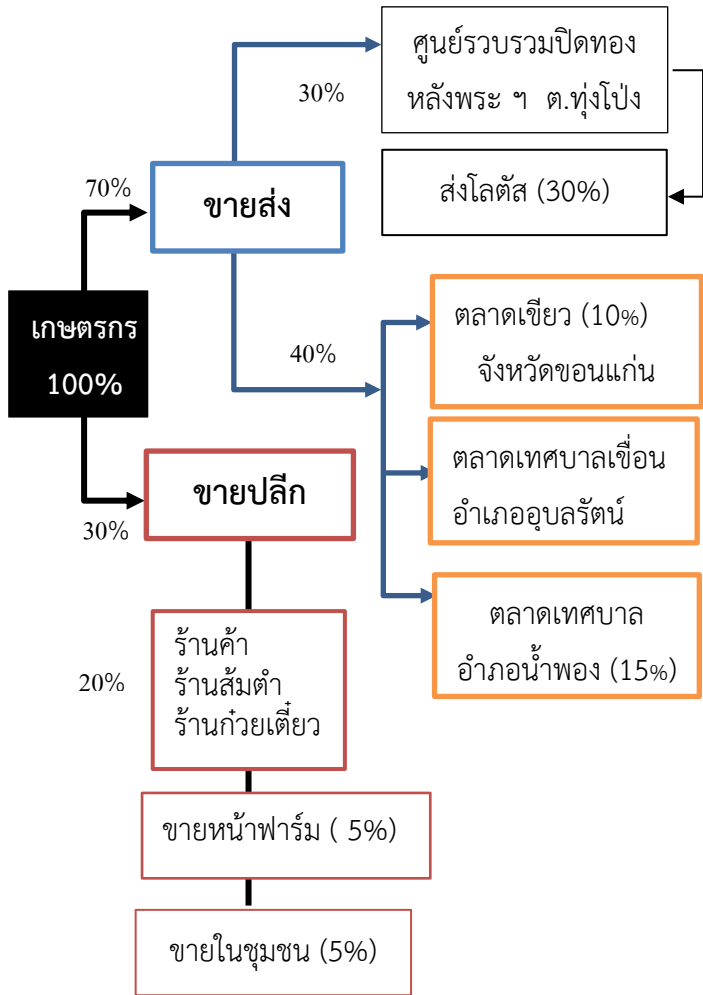 ศูนย์รวบรวมปิดทอง
หลังพระ ฯ ต.ทุ่งโป่ง
30%
ส่งโลตัส (30%)
70%
ขายส่ง
เกษตรกร
100%
40%
ตลาดเขียว (10%)
จังหวัดขอนแก่น
ตลาดเทศบาลเขื่อน
อำเภออุบลรัตน์
ตลาดเทศบาล
อำภอน้ำพอง (15%)
ขายปลีก
30%
20%
ร้านค้า
ร้านส้มตำ
ร้านก๋วยเตี๋ยว
ขายหน้าฟาร์ม ( 5%)
ขายในชุมชน (5%)